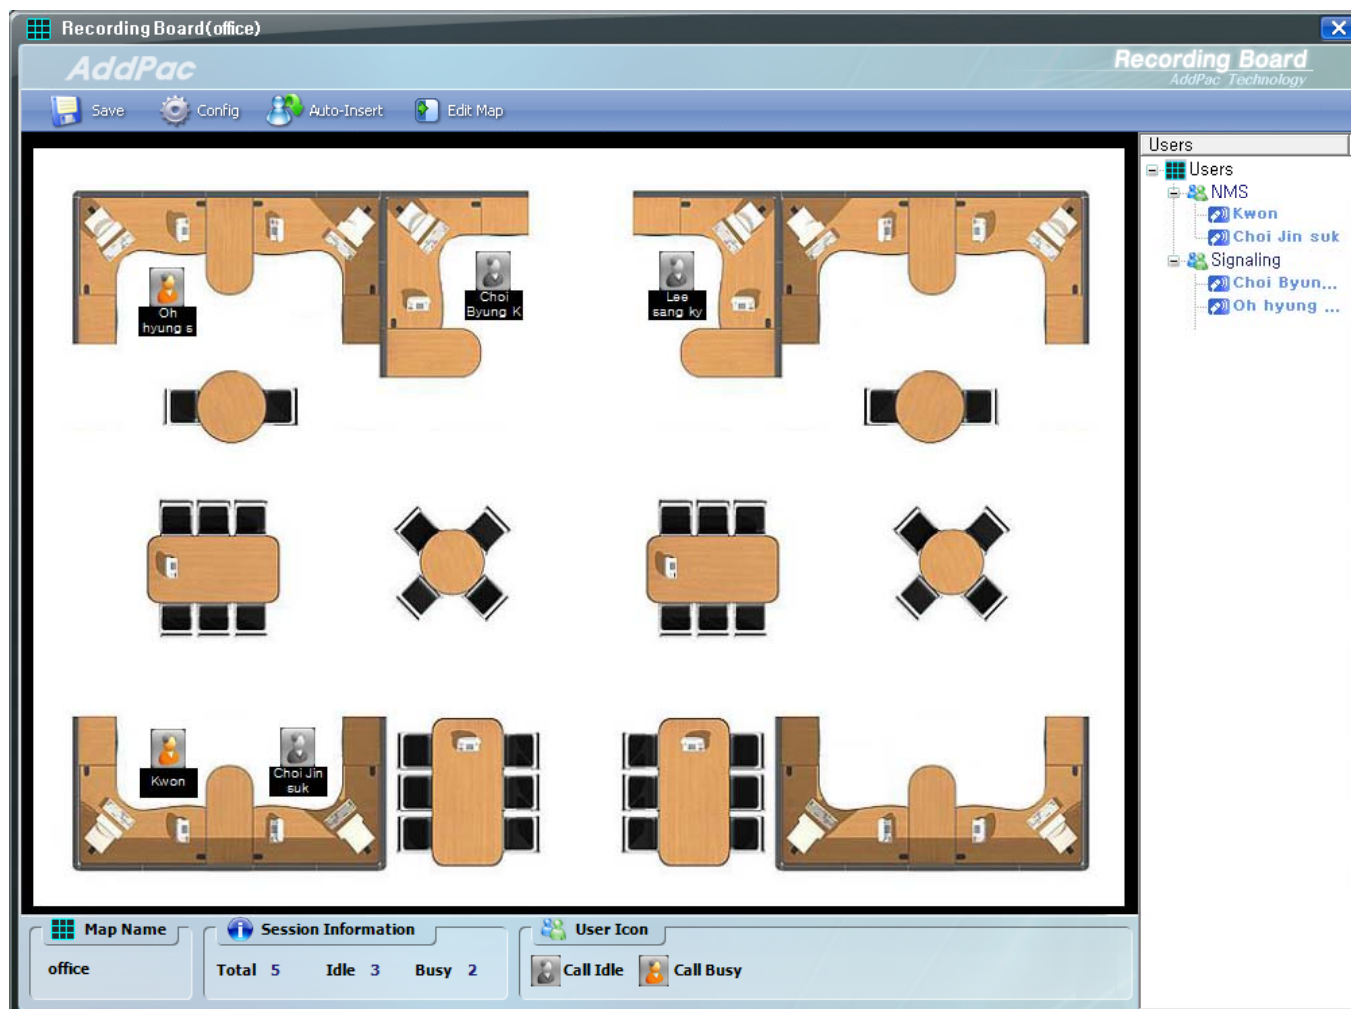 Recording Board(office)
AddPac
Recording Board
AddPac Technology
Save
Config
Auto-Insert
Edit Map
Users
Users
NMS
Kwon
Choi Jin suk
Signaling
Choi Byun...
Oh hyung ...
Oh
hyung s
Choi
Byung K
Lee
sang ky
Kwon
Choi Jin
suk
Map Name
office
Session Information
Total 5 Idle 3 Busy 2
User Icon
Call Idle Call Busy